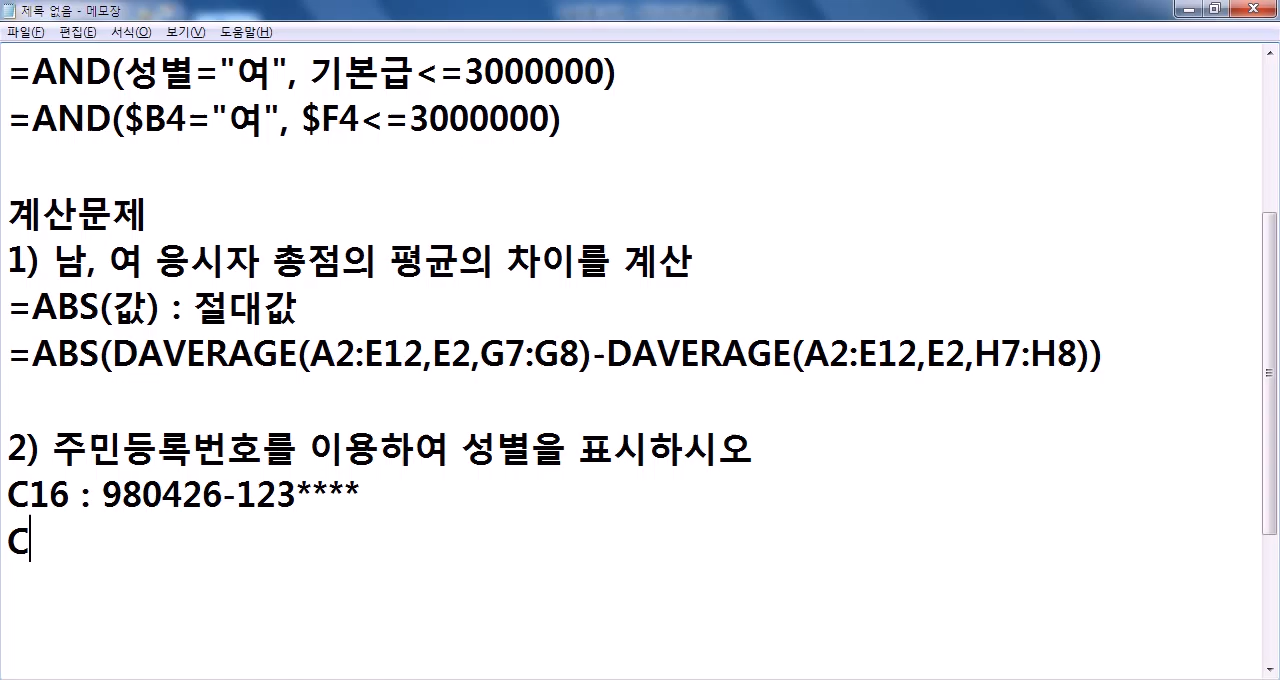 제목 없음 - 메모장
파일(F) 편집(E) 서식(O) 보기(V) 도움말(H)
=AND(성별="여", 기본급<=3000000)
=AND($B4="여", $F4<=3000000)
계산문제
1) 남, 여 응시자 총점의 평균의 차이를 계산
=ABS(값) : 절대값
=ABS(DAVERAGE(A2:E12,E2,G7:G8)-DAVERAGE(A2:E12,E2,H7:H8))
2) 주민등록번호를 이용하여 성별을 표시하시오
C16 : 980426-123****
C